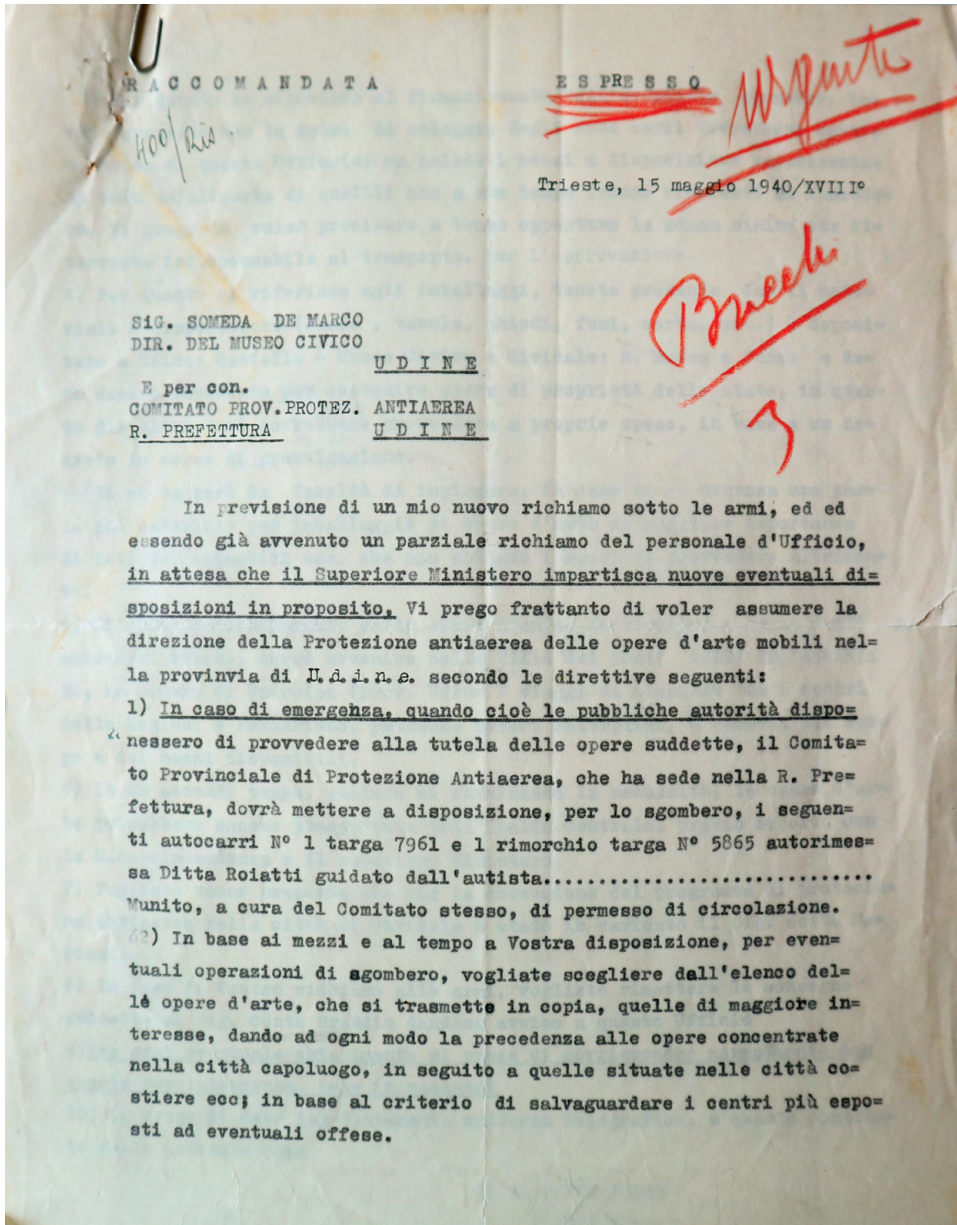 RACCOMANDATA ESPRESSO Urgente
400/Ris.
Trieste, 15 maggio 1940/XVIIIº
Bucchi
3
SiG. SOMEDA DE MARCO
DIR. DEL MUSEO CIVICO
UDINE
E per con.
COMITATO PROV.PROTEZ. ANTIAEREA
R. PREFETTURA UDINE
In previsione di un mio nuovo richiamo sotto le armi, ed ed
essendo già avvenuto un parziale richiamo del personale d'Ufficio,
in attesa che il Superiore Ministero impartisca nuove eventuali di=
sposizioni in proposito, Vi prego frattanto di voler assumere la
direzione della Protezione antiaerea delle opere d'arte mobili nel=
la provinvia di U.d.i.n.e. secondo le direttive seguenti:
1) In caso di emergenza, quando cioè le pubbliche autorità dispo=
nessero di provvedere alla tutela delle opere suddette, il Comita=
to Provinciale di Protezione Antiaerea, che ha sede nella R. Pre=
fettura, dovrà mettere a disposizione, per lo sgombero, i seguen=
ti autocarri Nº 1 targa 7961 e 1 rimorchio targa Nº 5865 autorimes=
sa Ditta Roiatti guidato dall'autista..............................
Munito, a cura del Comitato stesso, di permesso di circolazione.
2) In base ai mezzi e al tempo a Vostra disposizione, per even=
tuali operazioni di sgombero, vogliate scegliere dall'elenco del=
le opere d'arte, che si trasmette in copia, quelle di maggiore in=
teresse, dando ad ogni modo la precedenza alle opere concentrate
nella città capoluogo, in seguito a quelle situate nelle città co=
stiere ecc; in base al criterio di salvaguardare i centri più espo=
sti ad eventuali offese.